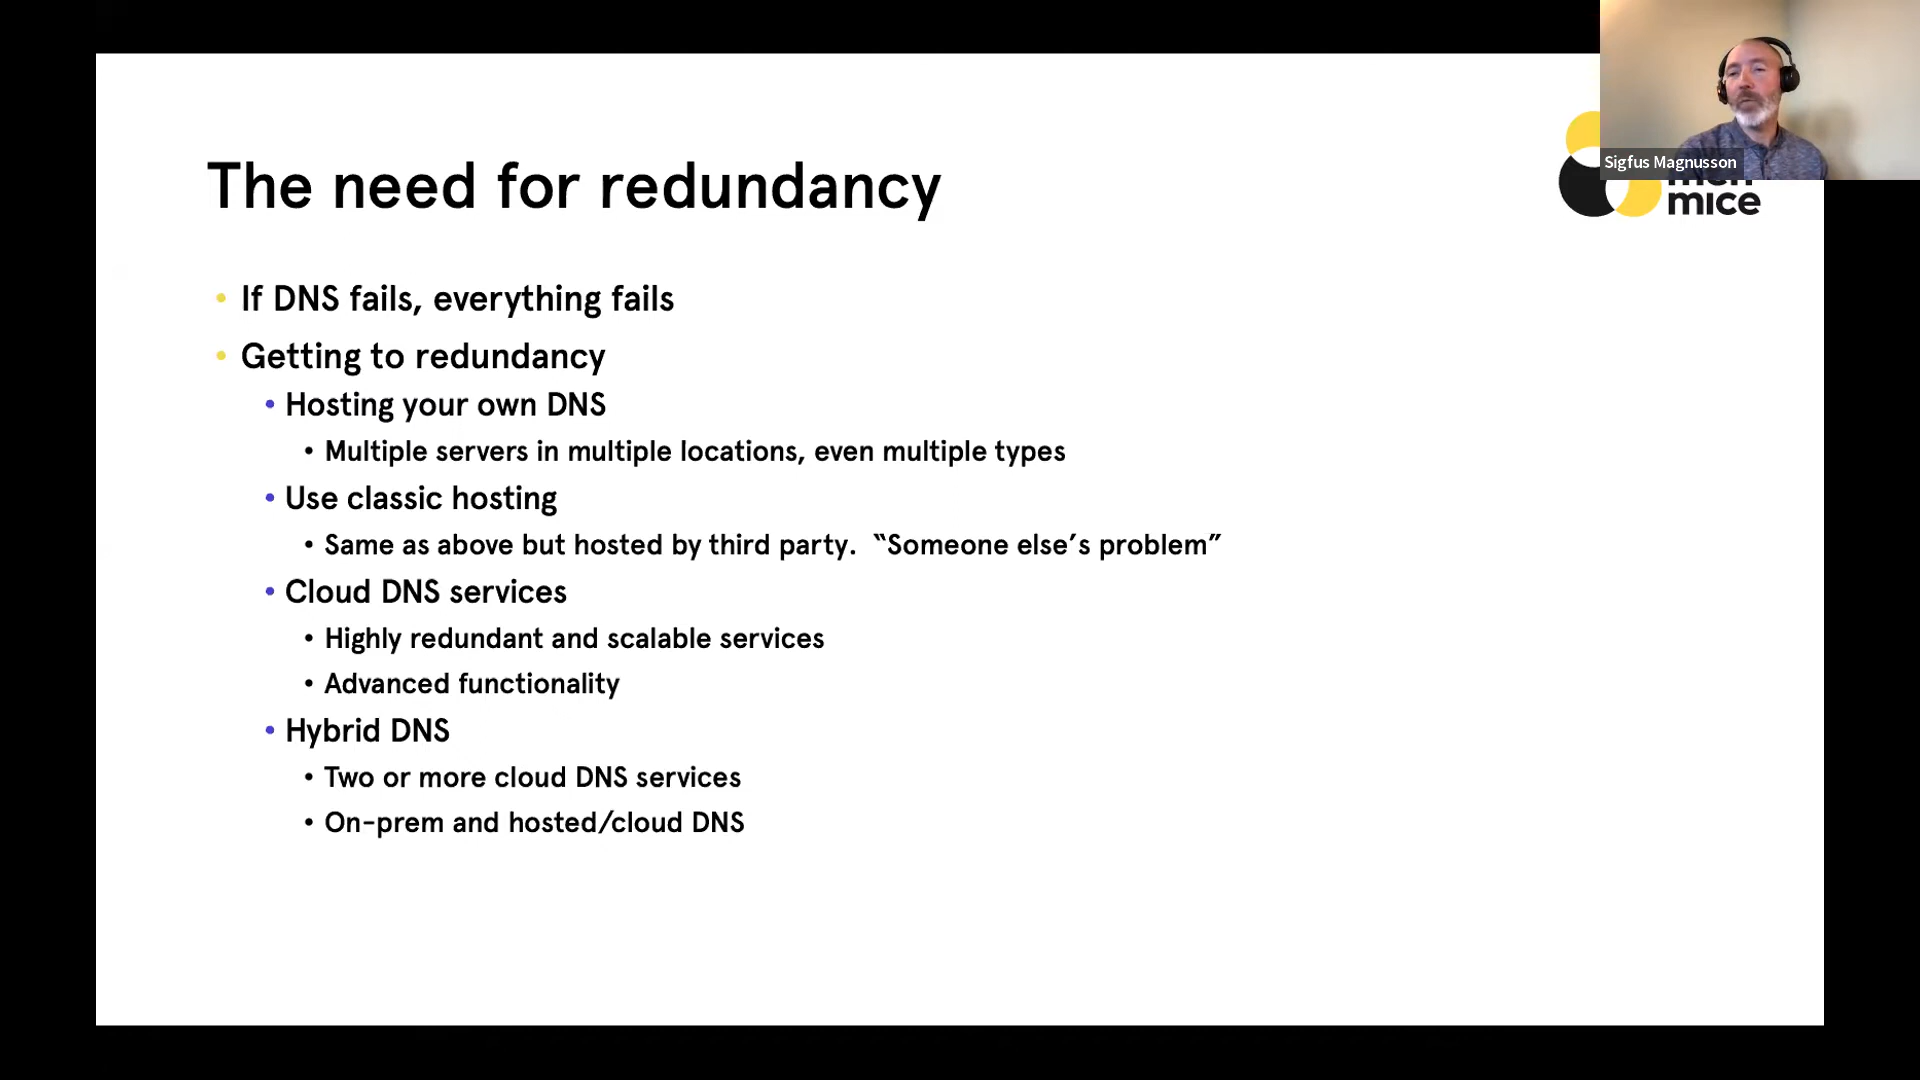 The need for redundancy
Sigfus Magnusson
mice
• If DNS fails, everything fails
• Getting to redundancy
• Hosting your own DNS
• Multiple servers in multiple locations, even multiple types
• Use classic hosting
• Same as above but hosted by third party.  “Someone else’s problem”
• Cloud DNS services
• Highly redundant and scalable services
• Advanced functionality
• Hybrid DNS
• Two or more cloud DNS services
• On-prem and hosted/cloud DNS